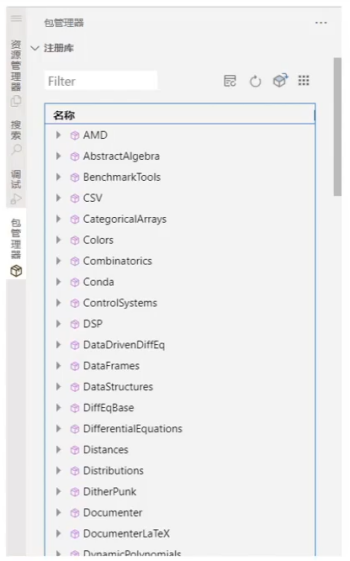 包管理器
资源管理器
搜索
调试
包管理器
注册库
Filter
名称
AMD
AbstractAlgebra
BenchmarkTools
CSV
CategoricalArrays
Colors
Combinatorics
Conda
ControlSystems
DSP
DataDrivenDiffEq
DataFrames
DataStructures
DiffEqBase
DifferentialEquations
Distances
Distributions
DitherPunk
Documenter
DocumenterLaTeX
DynamicPolynomials